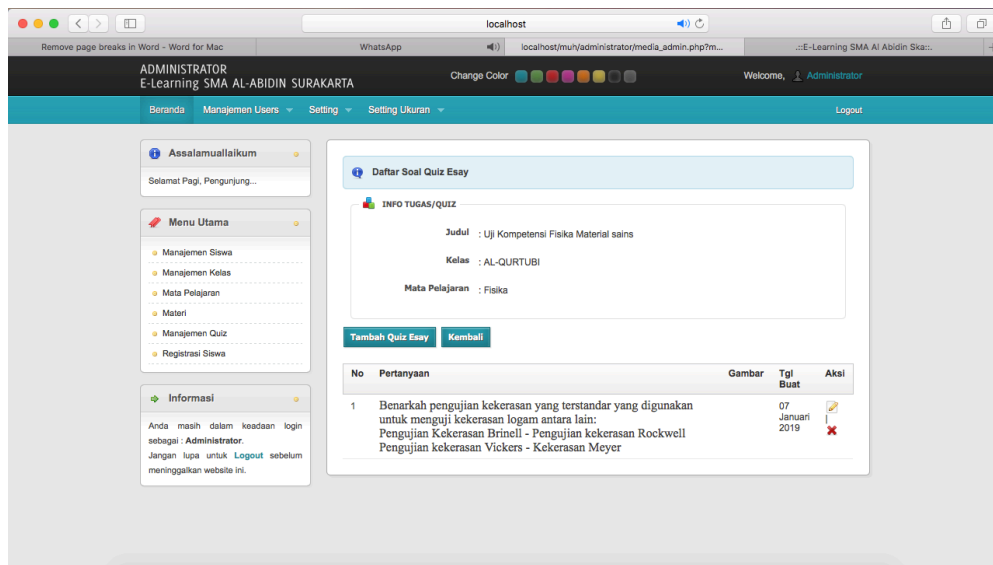 localhost
Remove page breaks in Word - Word for Mac
WhatsApp
localhost/muh/administrator/media_admin.php?m...
.::E-Learning SMA Al Abidin Ska::.
ADMINISTRATOR
E-Learning SMA AL-ABIDIN SURAKARTA
Change Color
Welcome, Administrator
Beranda Manajemen Users Setting Setting Ukuran Logout
Assalamuallaikum
Selamat Pagi, Pengunjung...
Menu Utama
Manajemen Siswa
Manajemen Kelas
Mata Pelajaran
Materi
Manajemen Quiz
Registrasi Siswa
Informasi
Anda masih dalam keadaan login
sebagai : Administrator.
Jangan lupa untuk Logout sebelum
meninggalkan website ini.
Daftar Soal Quiz Esay
INFO TUGAS/QUIZ
Judul : Uji Kompetensi Fisika Material sains
Kelas : AL-QURTUBI
Mata Pelajaran : Fisika
Tambah Quiz Esay Kembali
No Pertanyaan Gambar Tgl Buat Aksi
1 Benarkah pengujian kekerasan yang terstandar yang digunakan
untuk menguji kekerasan logam antara lain:
Pengujian Kekerasan Brinell - Pengujian kekerasan Rockwell
Pengujian kekerasan Vickers - Kekerasan Meyer
07
Januari
2019
|